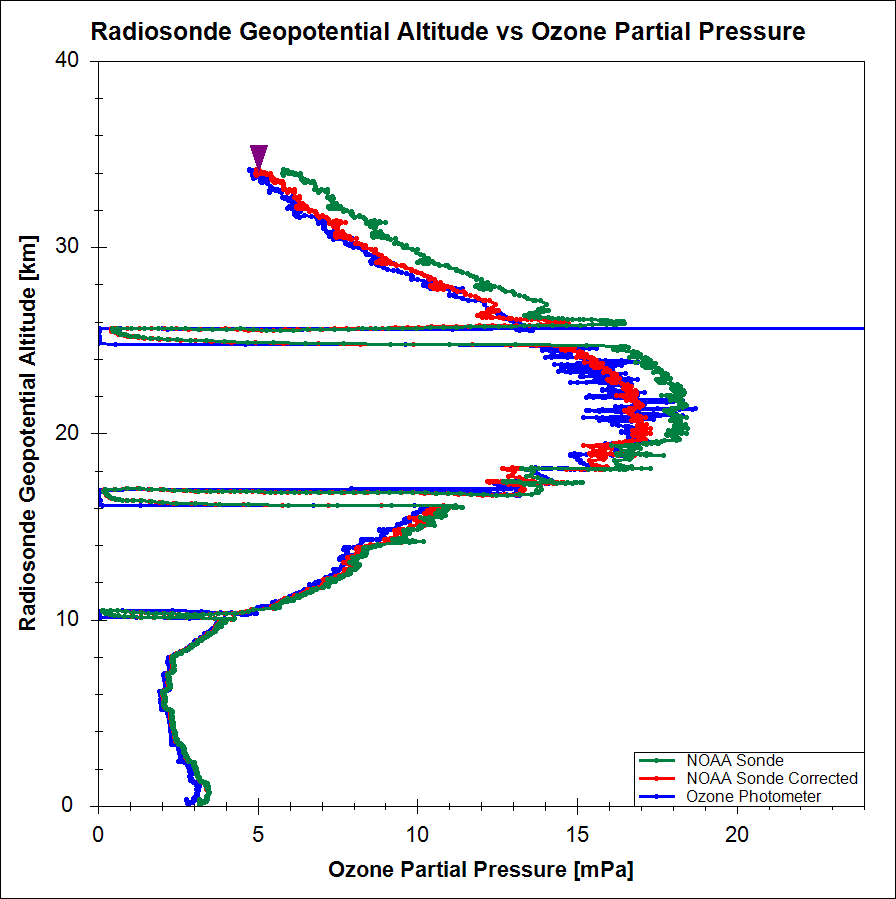 Radiosonde Geopotential Altitude vs Ozone Partial Pressure
40
30
20
10
0
Radiosonde Geopotential Altitude [km]
NOAA Sonde
NOAA Sonde Corrected
Ozone Photometer
0 5 10 15 20
Ozone Partial Pressure [mPa]